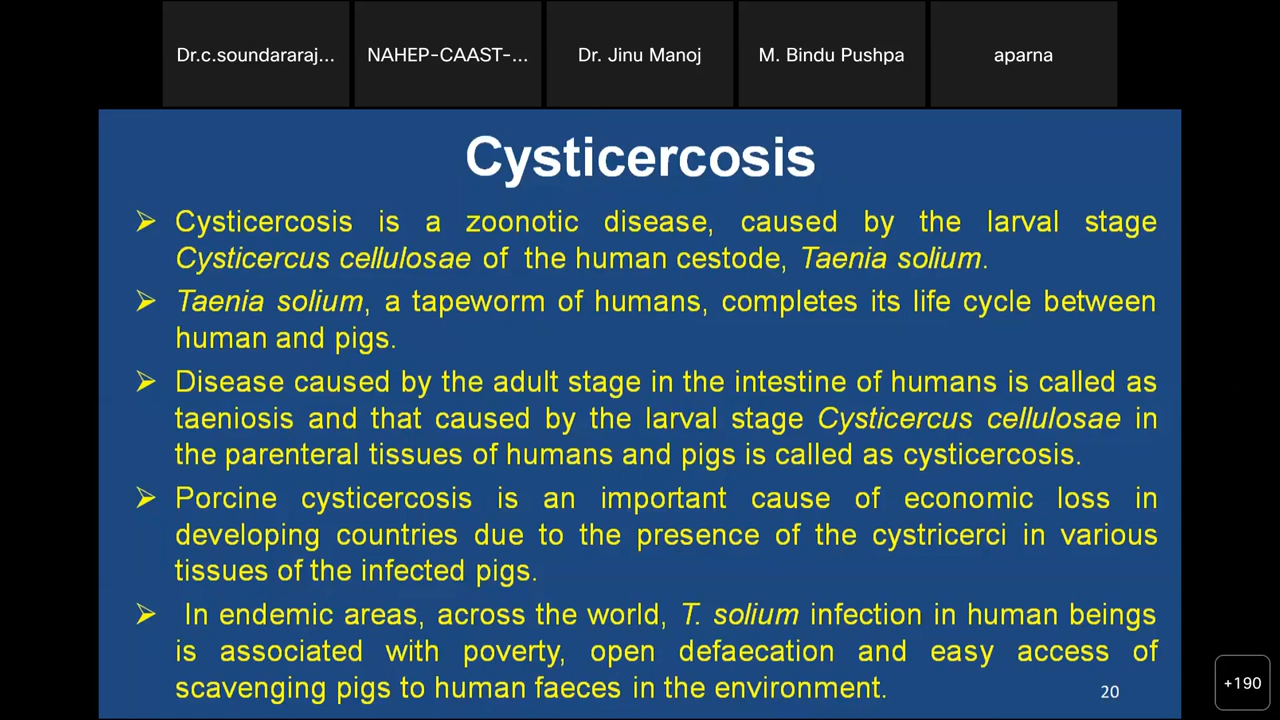 Dr.c.soundararaj...
NAHEP-CAAST-...
Dr. Jinu Manoj
M. Bindu Pushpa
aparna
Cysticercosis
➢ Cysticercosis is a zoonotic disease, caused by the larval stage
Cysticercus cellulosae of the human cestode, Taenia solium.
➢ Taenia solium, a tapeworm of humans, completes its life cycle between
human and pigs.
➢ Disease caused by the adult stage in the intestine of humans is called as
taeniosis and that caused by the larval stage Cysticercus cellulosae in
the parenteral tissues of humans and pigs is called as cysticercosis.
➢ Porcine cysticercosis is an important cause of economic loss in
developing countries due to the presence of the cystricerci in various
tissues of the infected pigs.
➢ In endemic areas, across the world, T. solium infection in human beings
is associated with poverty, open defaecation and easy access of
scavenging pigs to human faeces in the environment.
20
+190